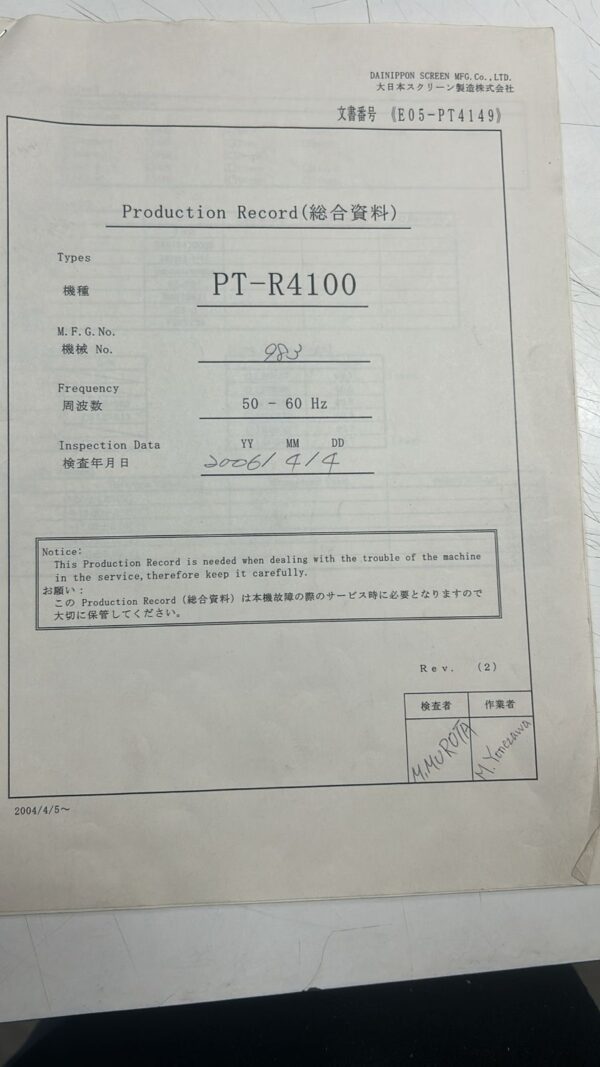 DAINIPPON SCREEN MFG.Co.,LTD.
大日本スクリーン製造株式会社
文書番号 《E05-PT4149》
Production Record(総合資料)
Types
機種 PT-R4100
M.F.G.No.
機械 No. 983
Frequency
周波数 50 - 60 Hz
Inspection Data YY MM DD
検査年月日 2006/ 4/4
Notice:
This Production Record is needed when dealing with the trouble of the machine
in the service,therefore keep it carefully.
お願い:
この Production Record (総合資料) は本機故障の際のサービス時に必要となりますので
大切に保管してください。
Rev. (2)
検査者 作業者
M.MUROTA M.Yonezawa
2004/4/5～